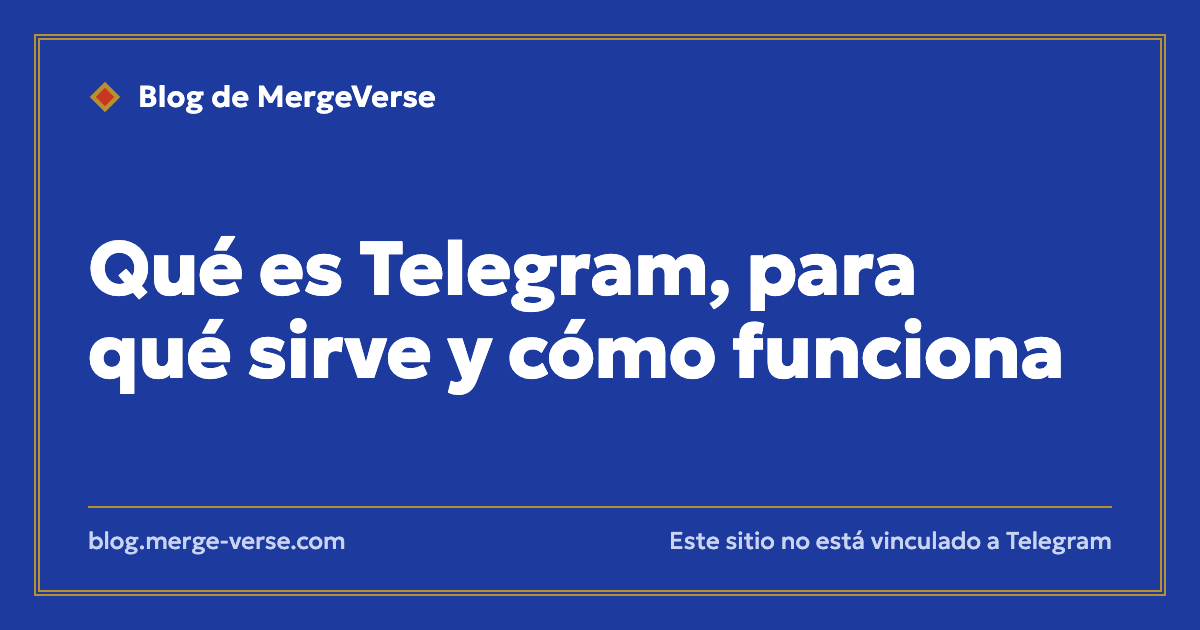 Blog de MergeVerse
Qué es Telegram, para
qué sirve y cómo funciona
blog.merge-verse.com
Este sitio no está vinculado a Telegram